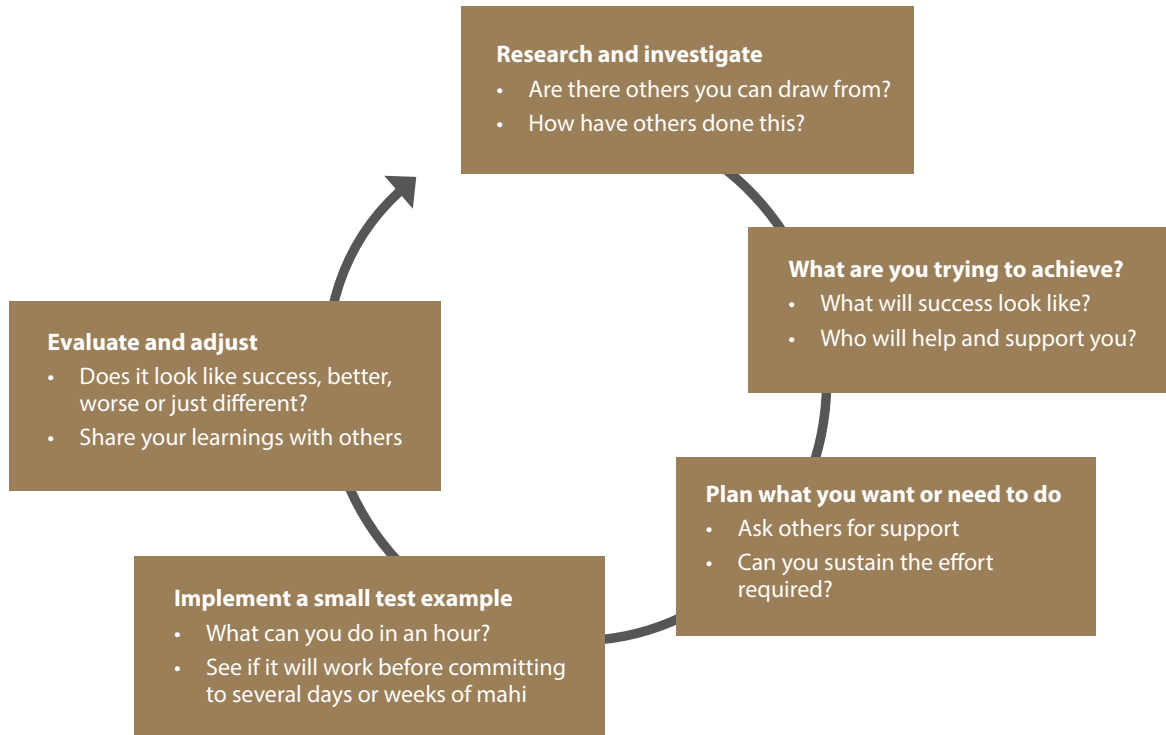 Research and investigate
• Are there others you can draw from?
• How have others done this?
What are you trying to achieve?
• What will success look like?
• Who will help and support you?
Plan what you want or need to do
• Ask others for support
• Can you sustain the effort
required?
Implement a small test example
• What can you do in an hour?
• See if it will work before committing
to several days or weeks of mahi
Evaluate and adjust
• Does it look like success, better,
worse or just different?
• Share your learnings with others